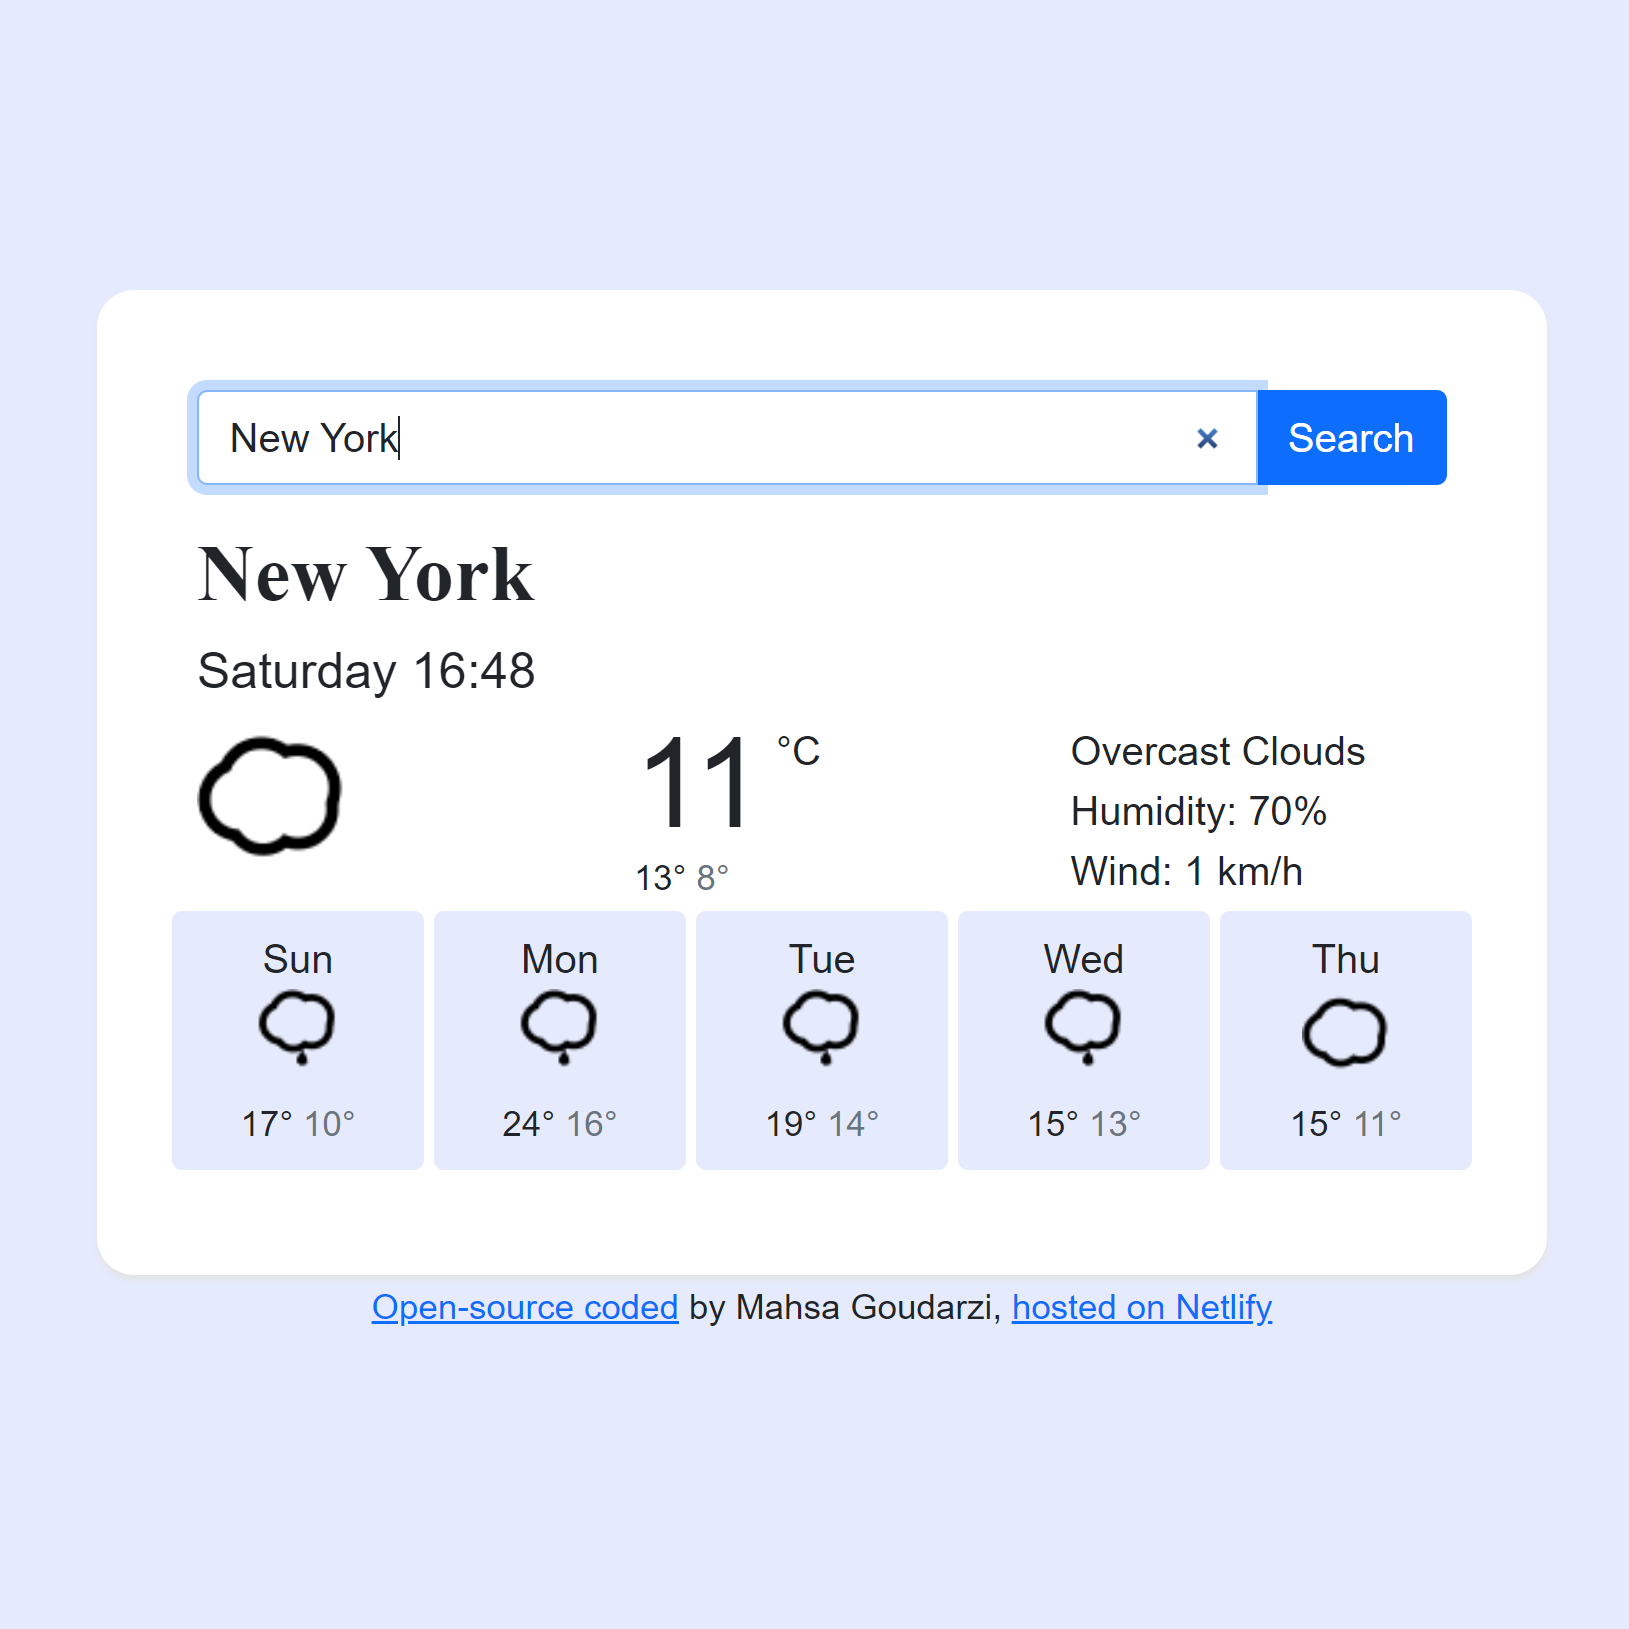 New York × Search
New York
Saturday 16:48
11 °C
13° 8°
Overcast Clouds
Humidity: 70%
Wind: 1 km/h
Sun
17° 10°
Mon
24° 16°
Tue
19° 14°
Wed
15° 13°
Thu
15° 11°
Open-source coded by Mahsa Goudarzi, hosted on Netlify